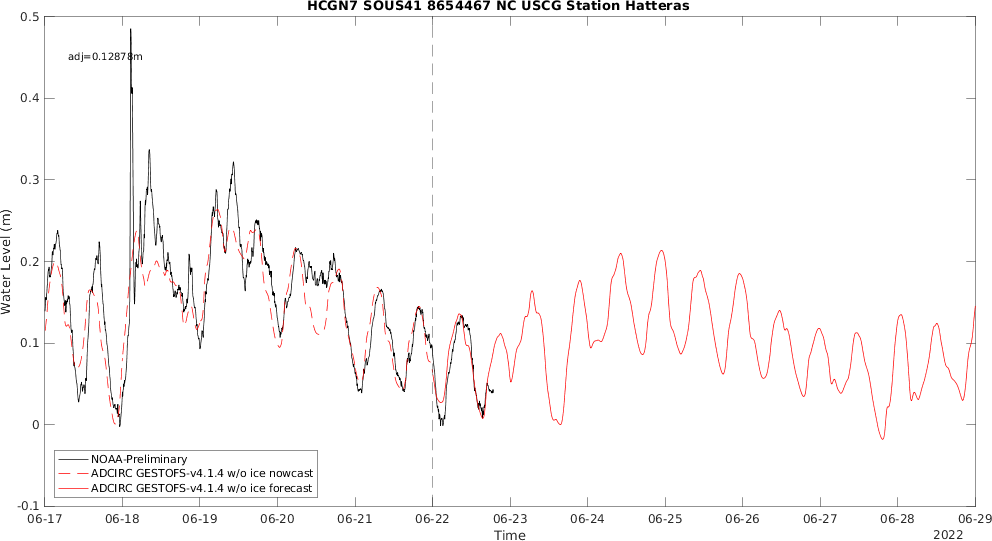 HCGN7 SOUS41 8654467 NC USCG Station Hatteras
adj=0.12878m
0.5
0.4
0.3
0.2
0.1
0
-0.1
Water Level (m)
NOAA-Preliminary
ADCIRC GESTOFS-v4.1.4 w/o ice nowcast
ADCIRC GESTOFS-v4.1.4 w/o ice forecast
06-17 06-18 06-19 06-20 06-21 06-22 06-23 06-24 06-25 06-26 06-27 06-28 06-29
Time
2022